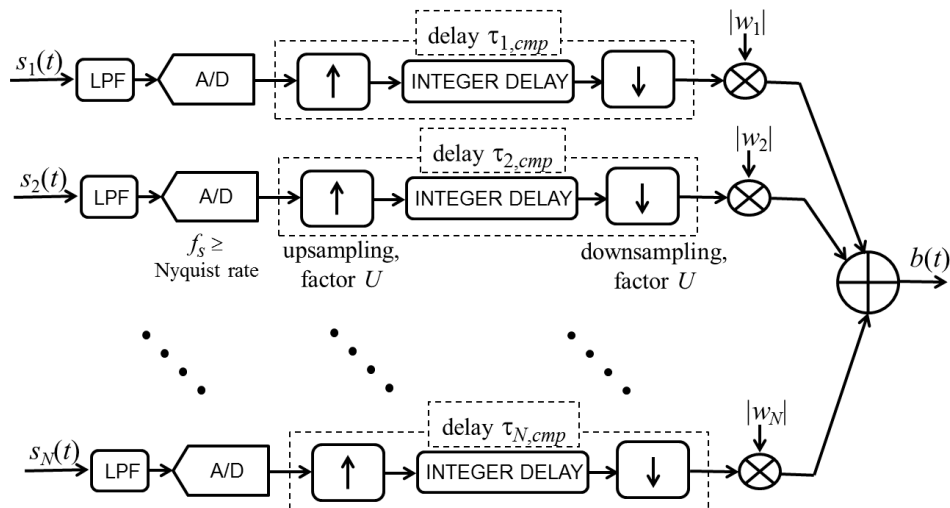 delay τ1,cmp
|w1|
s1(t)
LPF
A/D
↑
INTEGER DELAY
↓
delay τ2,cmp
|w2|
s2(t)
LPF
A/D
↑
INTEGER DELAY
↓
fs ≥
Nyquist rate
upsampling,
factor U
downsampling,
factor U
b(t)
delay τN,cmp
|wN|
sN(t)
LPF
A/D
↑
INTEGER DELAY
↓